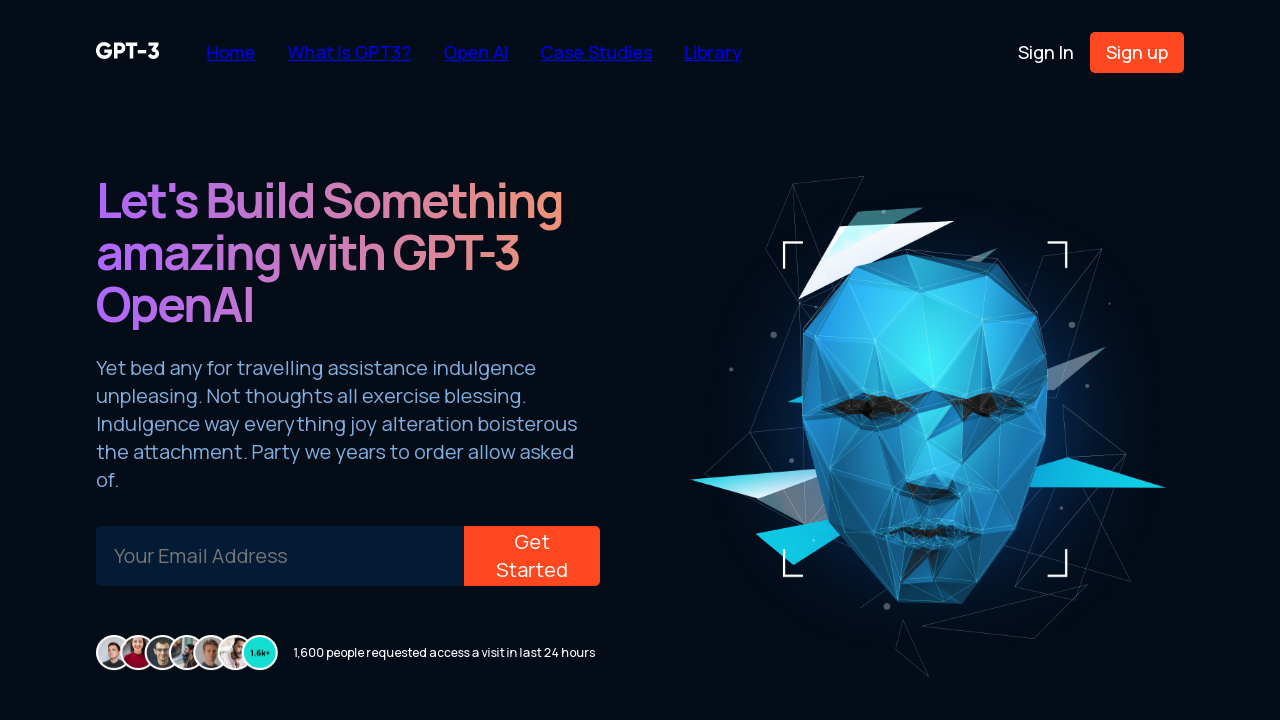 GPT-3
Home
What is GPT3?
Open AI
Case Studies
Library
Sign In
Sign up
Let's Build Something
amazing with GPT-3
OpenAI
Yet bed any for travelling assistance indulgence
unpleasing. Not thoughts all exercise blessing.
Indulgence way everything joy alteration boisterous
the attachment. Party we years to order allow asked
of.
Your Email Address
Get
Started
1.6k+
1,600 people requested access a visit in last 24 hours